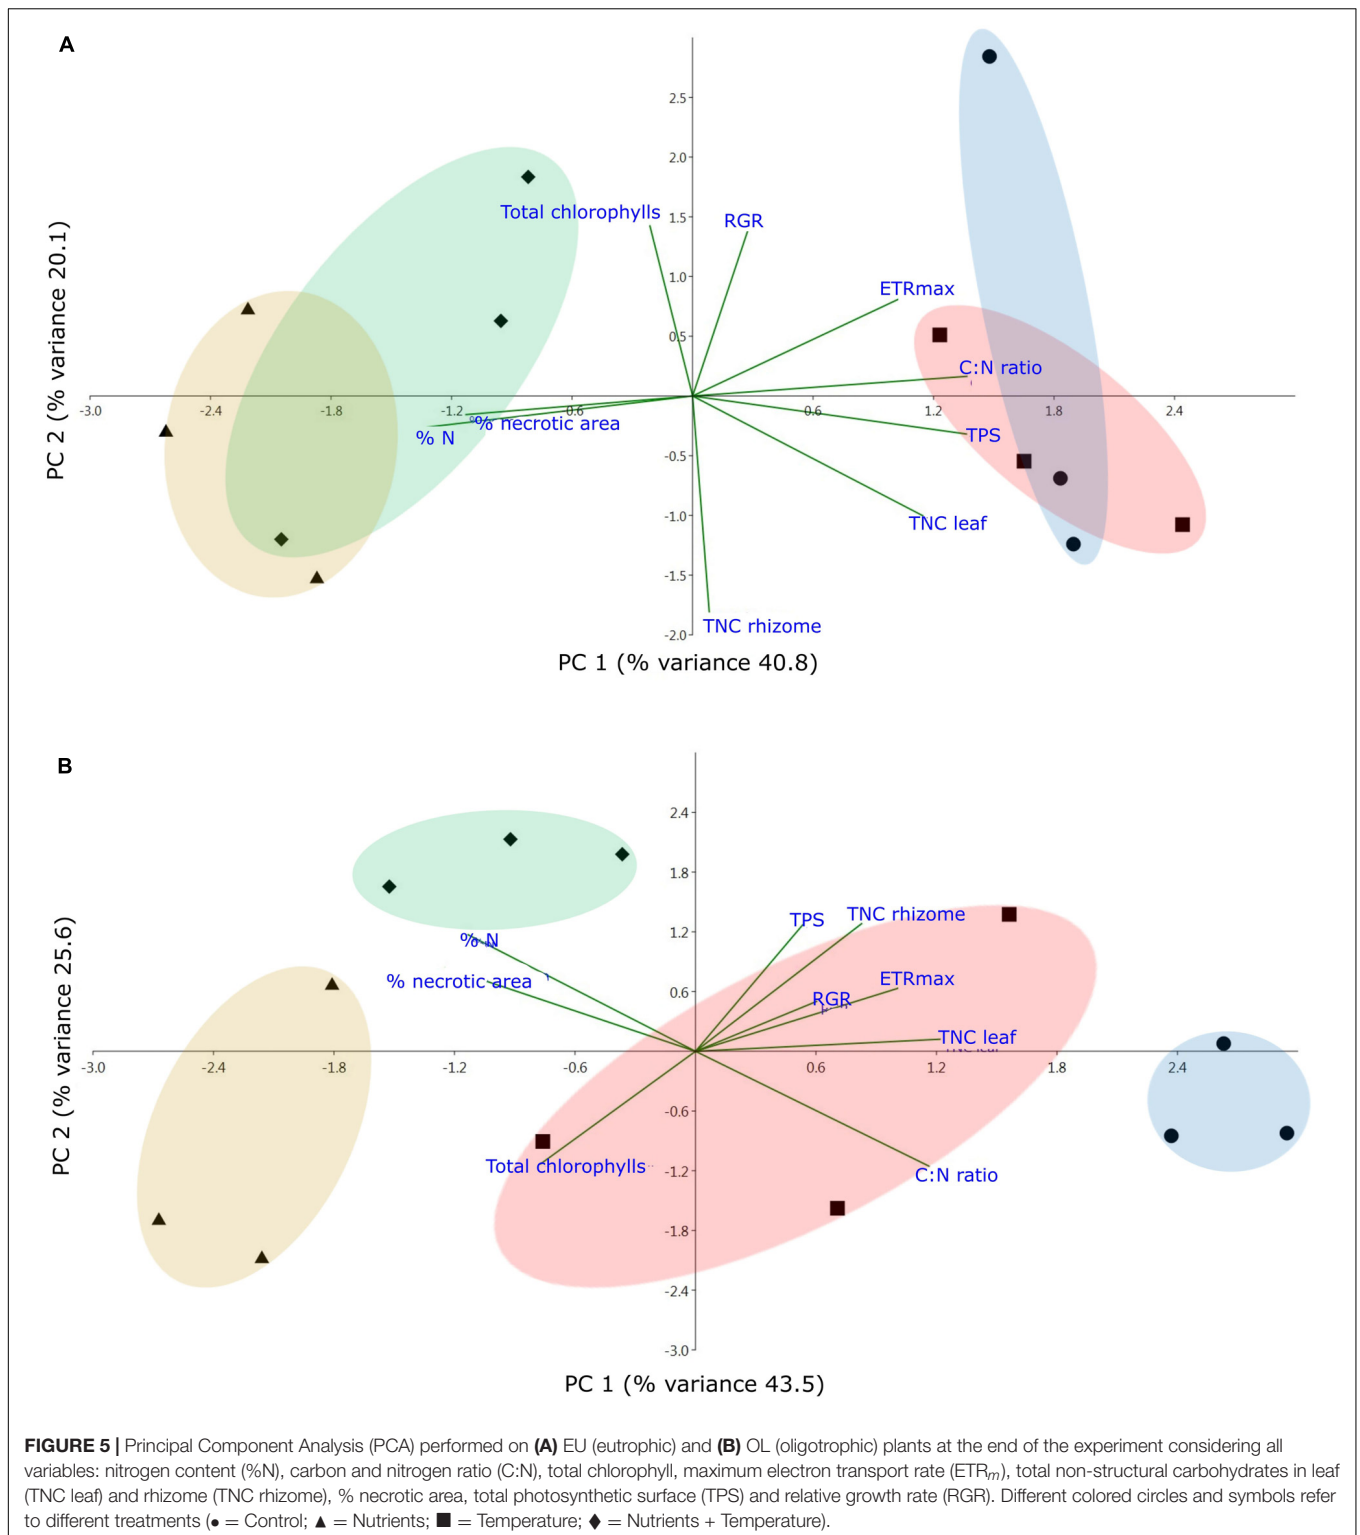 A
2.5
2.0
Total chlorophylls
1.5
RGR
1.0
ETRmax
0.5
C:N ratio
-3.0 -2.4 -1.8 -1.2 -0.6 0.6 1.2 1.8 2.4
% necrotic area
% N
TPS
-0.5
-1.0
TNC leaf
-1.5
TNC rhizome
-2.0
PC 2 (% variance 20.1)
PC 1 (% variance 40.8)
B
2.4
1.8
TPS
TNC rhizome
1.2
% N
% necrotic area
ETRmax
0.6
RGR
TNC leaf
-3.0 -2.4 -1.8 -1.2 -0.6 0.6 1.2 1.8 2.4
-0.6
Total chlorophylls
-1.2
C:N ratio
-1.8
-2.4
-3.0
PC 2 (% variance 25.6)
PC 1 (% variance 43.5)
FIGURE 5 | Principal Component Analysis (PCA) performed on (A) EU (eutrophic) and (B) OL (oligotrophic) plants at the end of the experiment considering all
variables: nitrogen content (%N), carbon and nitrogen ratio (C:N), total chlorophyll, maximum electron transport rate (ETRm), total non-structural carbohydrates in leaf
(TNC leaf) and rhizome (TNC rhizome), % necrotic area, total photosynthetic surface (TPS) and relative growth rate (RGR). Different colored circles and symbols refer
to different treatments (● = Control; ▲ = Nutrients; ■ = Temperature; ◆ = Nutrients + Temperature).